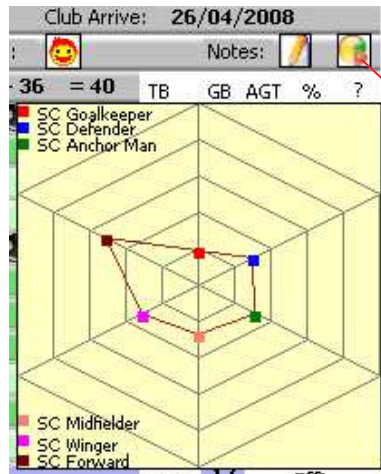 Club Arrive: 26/04/2008
: Notes:
36 = 40 TB GB AGT % ?
SC Goalkeeper
SC Defender
SC Anchor Man
SC Midfielder
SC Winger
SC Forward